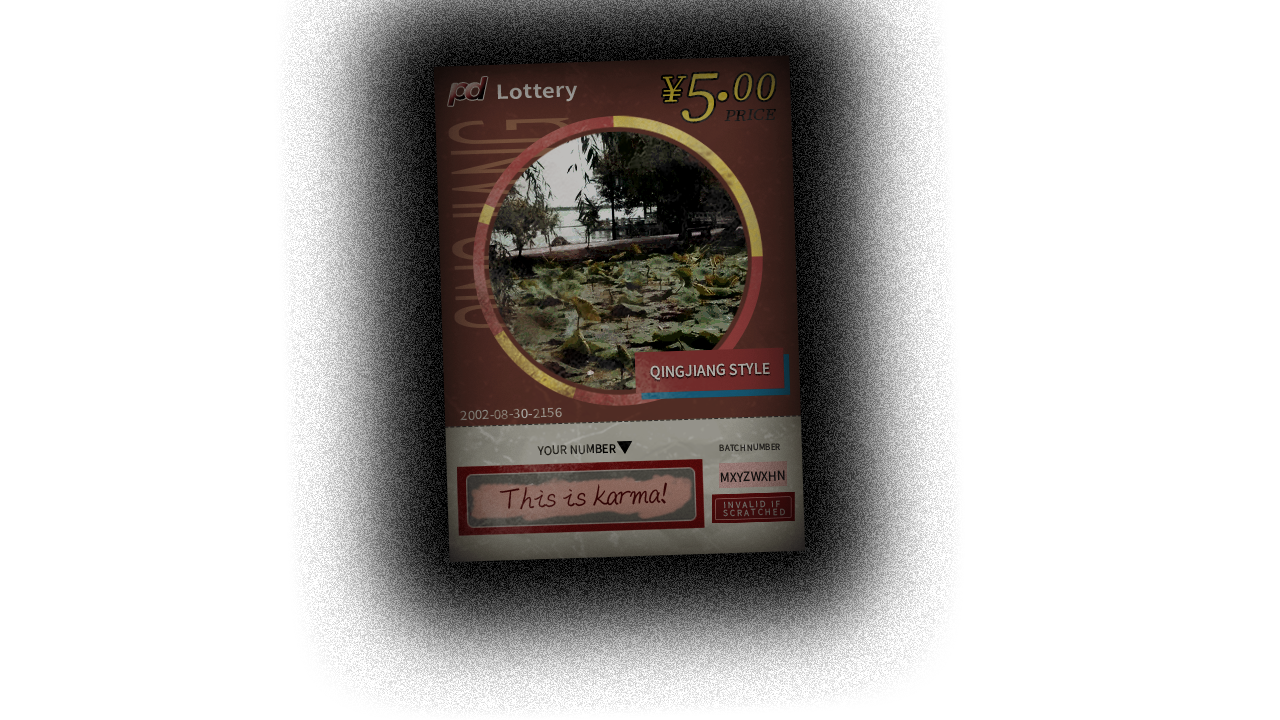 pd Lottery
¥5.00
PRICE
QINGJIANG
QINGJIANG STYLE
2002-08-30-2156
YOUR NUMBER▼
BATCH NUMBER
This is karma!
MXYZWXHN
INVALID IF
SCRATCHED